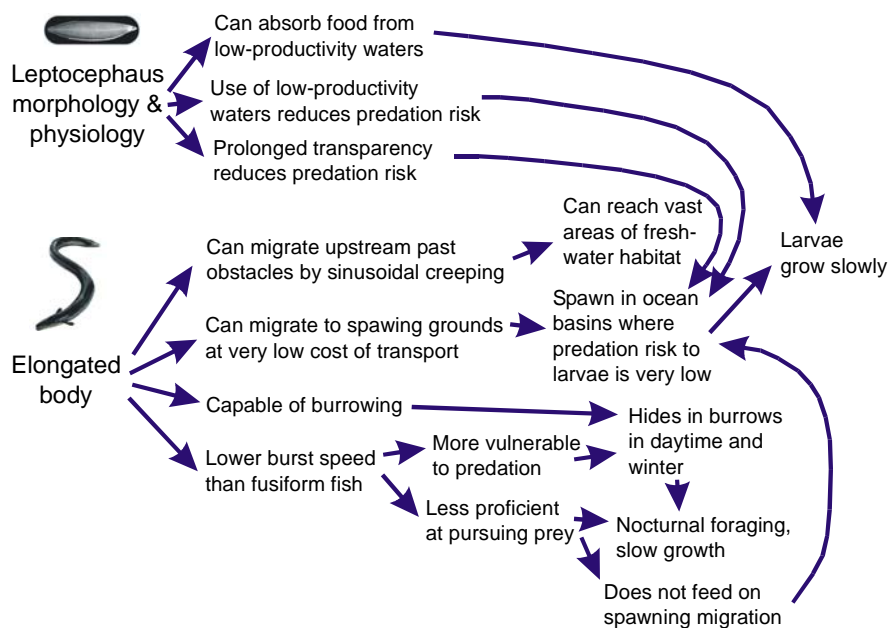 Leptocephaus
morphology &
physiology
Can absorb food from
low-productivity waters
Use of low-productivity
waters reduces predation risk
Prolonged transparency
reduces predation risk
Elongated
body
Can migrate upstream past
obstacles by sinusoidal creeping
Can reach vast
areas of fresh-
water habitat
Larvae
grow slowly
Can migrate to spawing grounds
at very low cost of transport
Spawn in ocean
basins where
predation risk to
larvae is very low
Capable of burrowing
Hides in burrows
in daytime and
winter
Lower burst speed
than fusiform fish
More vulnerable
to predation
Less proficient
at pursuing prey
Nocturnal foraging,
slow growth
Does not feed on
spawning migration